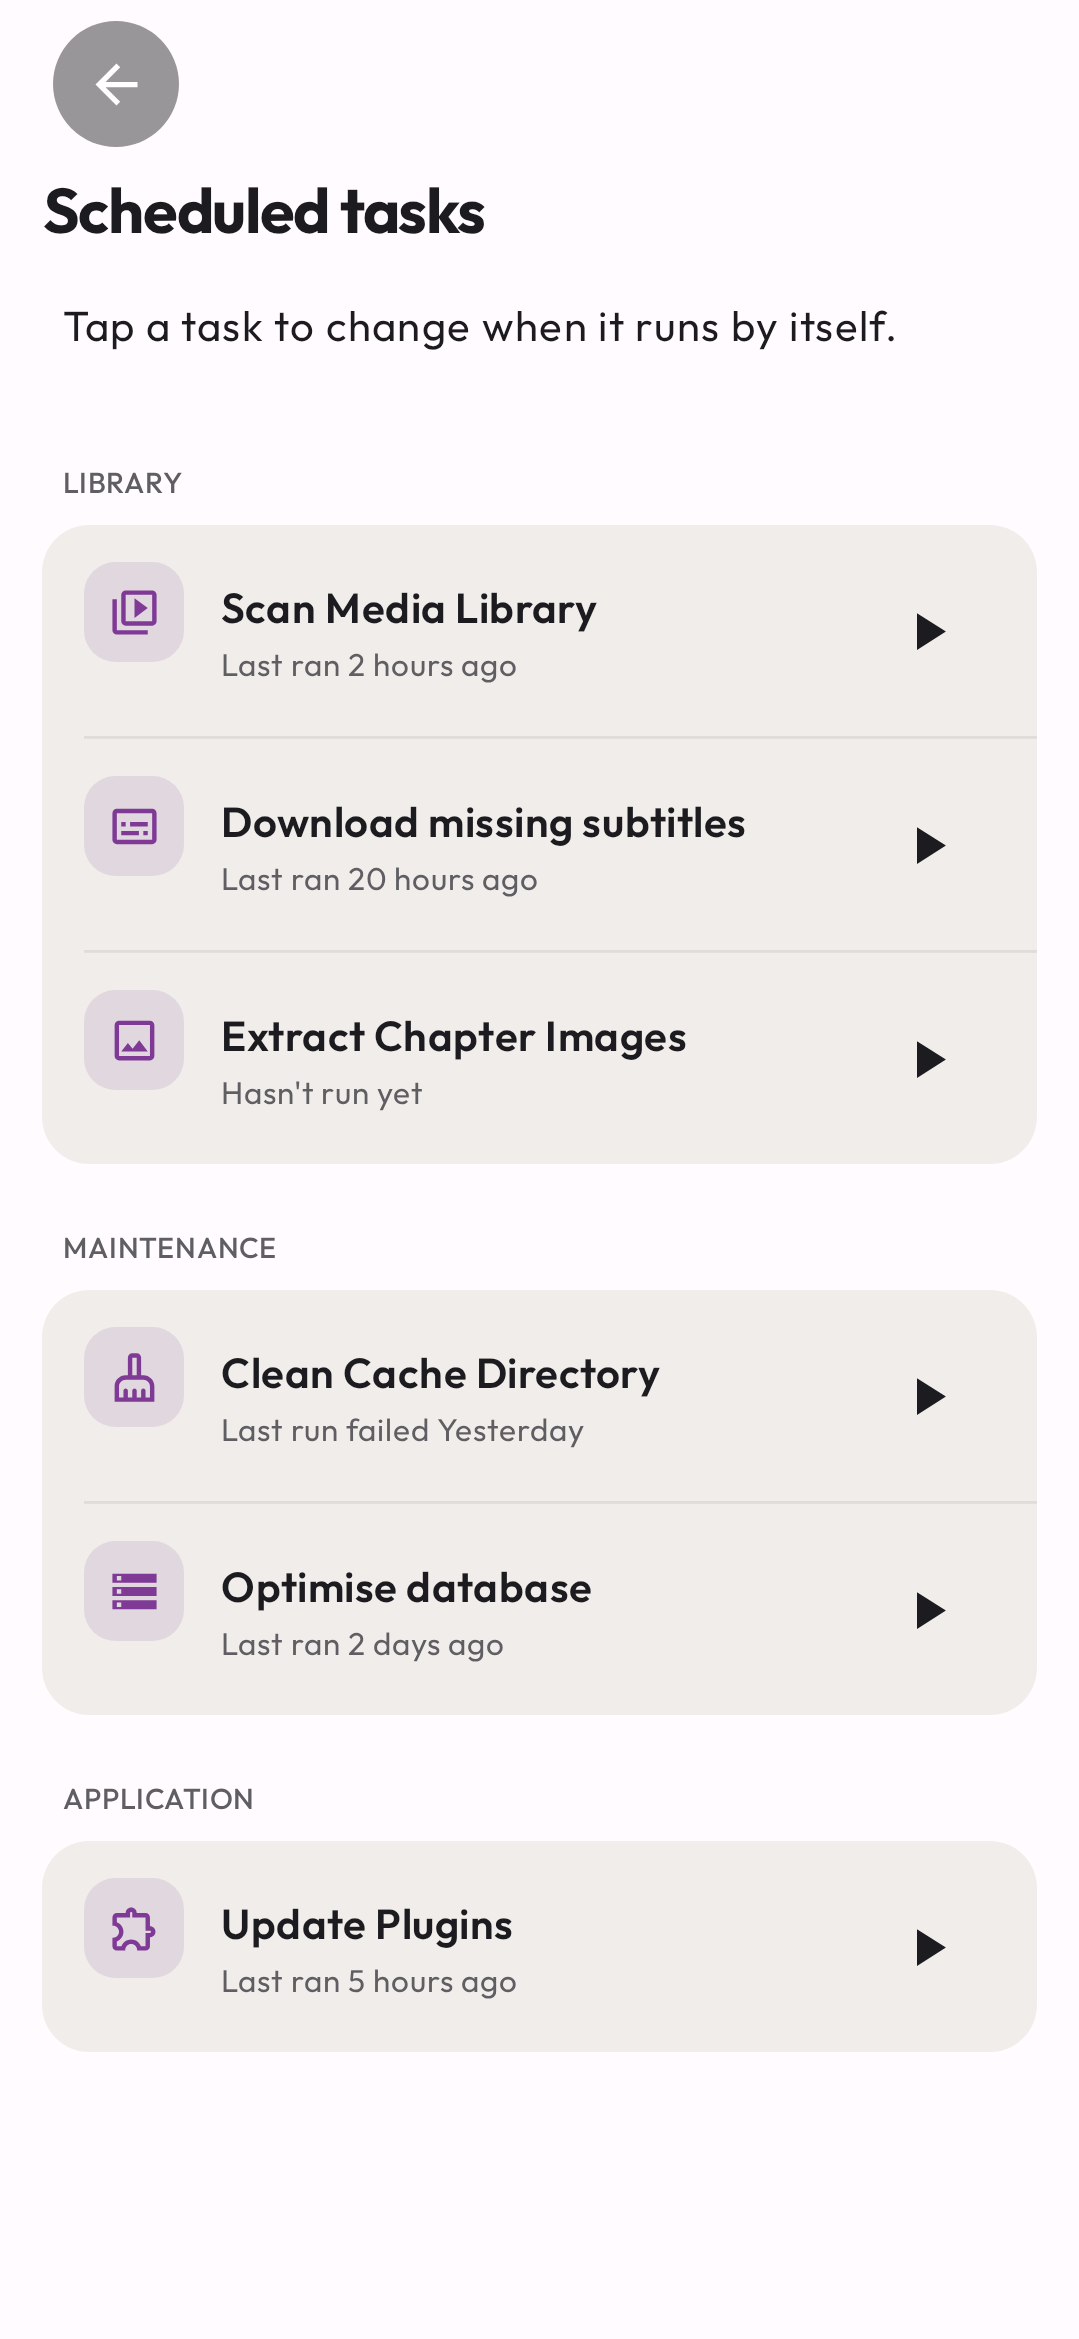 Scheduled tasks
Tap a task to change when it runs by itself.
LIBRARY
Scan Media Library
Last ran 2 hours ago
Download missing subtitles
Last ran 20 hours ago
Extract Chapter Images
Hasn't run yet
MAINTENANCE
Clean Cache Directory
Last run failed Yesterday
Optimise database
Last ran 2 days ago
APPLICATION
Update Plugins
Last ran 5 hours ago